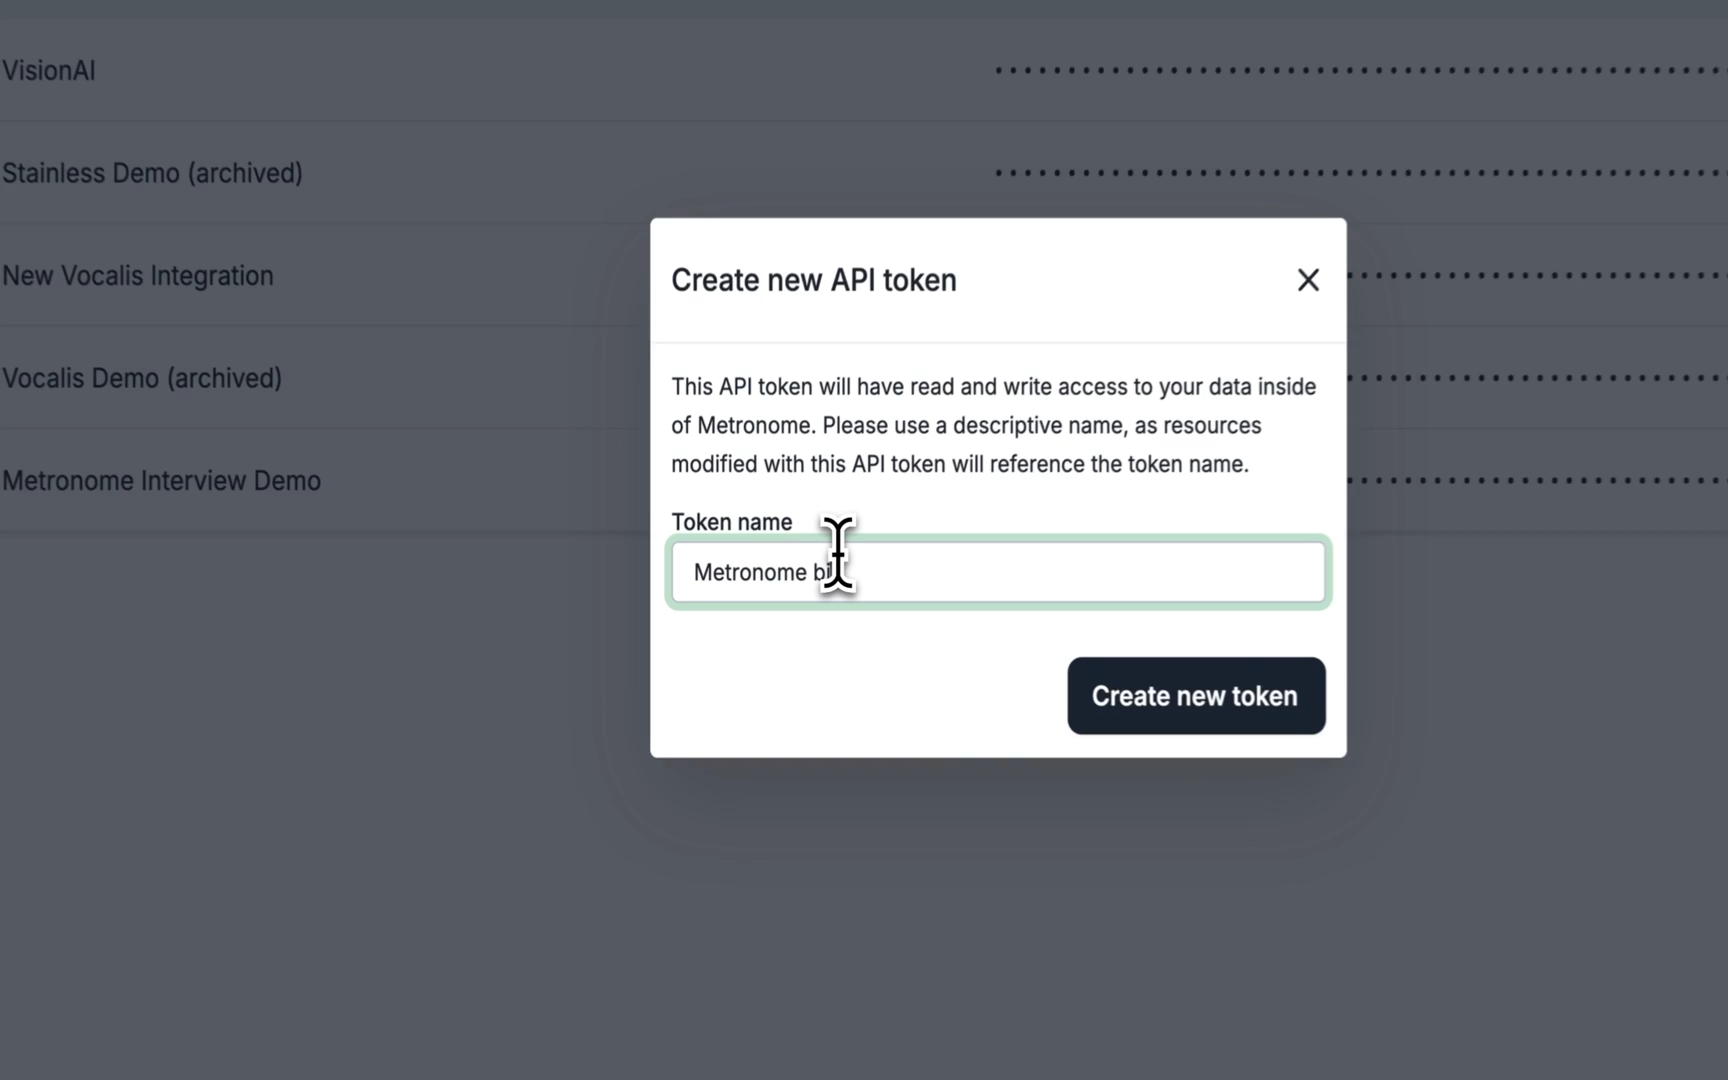 VisionAI
Stainless Demo (archived)
New Vocalis Integration
Vocalis Demo (archived)
Metronome Interview Demo
Create new API token
This API token will have read and write access to your data inside
of Metronome. Please use a descriptive name, as resources
modified with this API token will reference the token name.
Token name
Metronome
Create new token